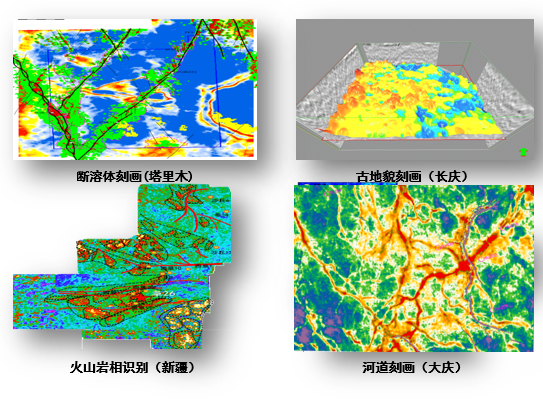 断溶体刻画(塔里木)
古地貌刻画（长庆）
火山岩相识别（新疆）
河道刻画（大庆）